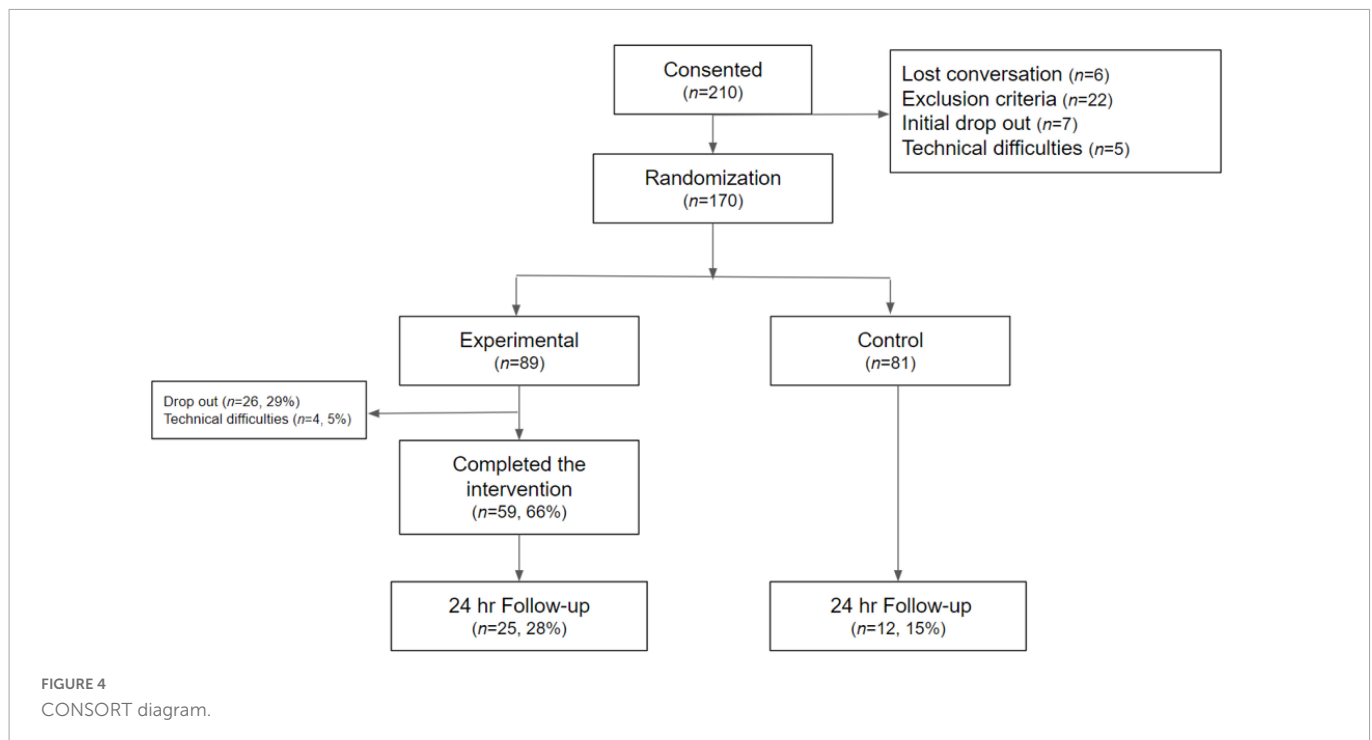 Consented
(n=210)
Lost conversation (n=6)
Exclusion criteria (n=22)
Initial drop out (n=7)
Technical difficulties (n=5)
Randomization
(n=170)
Experimental
(n=89)
Control
(n=81)
Drop out (n=26, 29%)
Technical difficulties (n=4, 5%)
Completed the
intervention
(n=59, 66%)
24 hr Follow-up
(n=25, 28%)
24 hr Follow-up
(n=12, 15%)
FIGURE 4
CONSORT diagram.